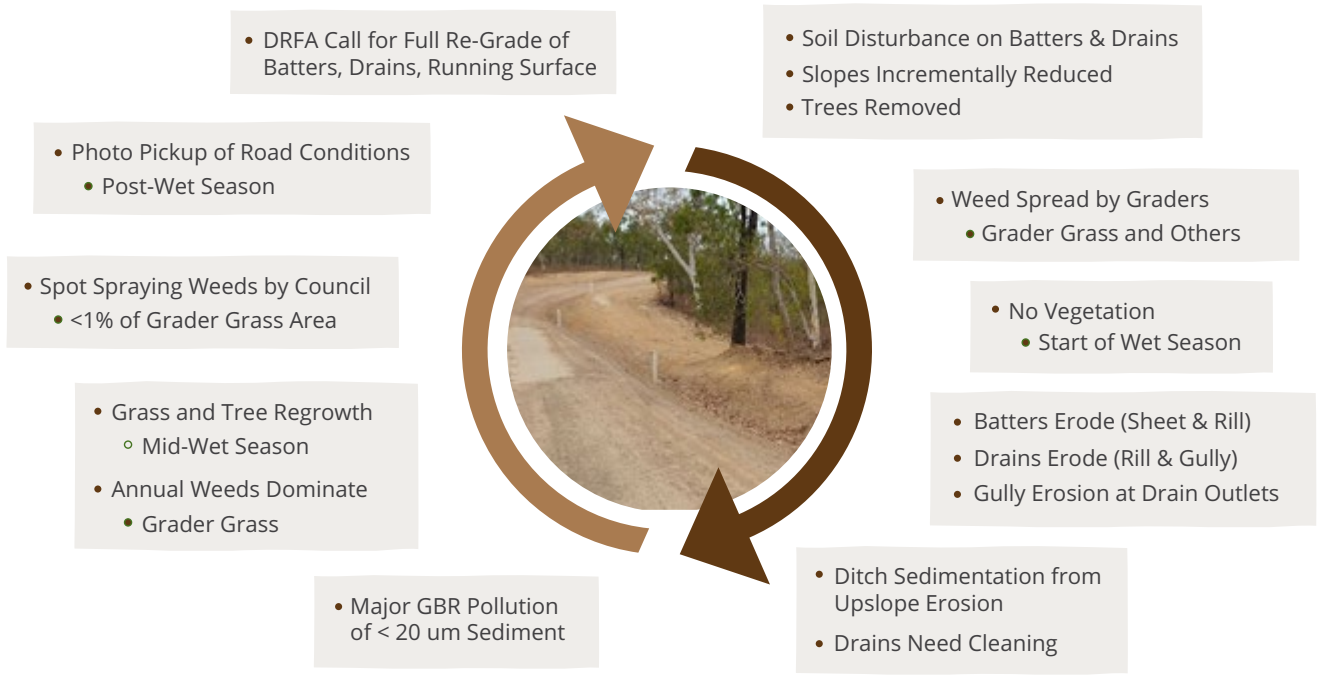 • DRFA Call for Full Re-Grade of
Batters, Drains, Running Surface
• Soil Disturbance on Batters & Drains
• Slopes Incrementally Reduced
• Trees Removed
• Weed Spread by Graders
• Grader Grass and Others
• No Vegetation
• Start of Wet Season
• Batters Erode (Sheet & Rill)
• Drains Erode (Rill & Gully)
• Gully Erosion at Drain Outlets
• Ditch Sedimentation from
Upslope Erosion
• Drains Need Cleaning
• Major GBR Pollution
of < 20 um Sediment
• Grass and Tree Regrowth
○ Mid-Wet Season
• Annual Weeds Dominate
• Grader Grass
• Spot Spraying Weeds by Council
• <1% of Grader Grass Area
• Photo Pickup of Road Conditions
• Post-Wet Season